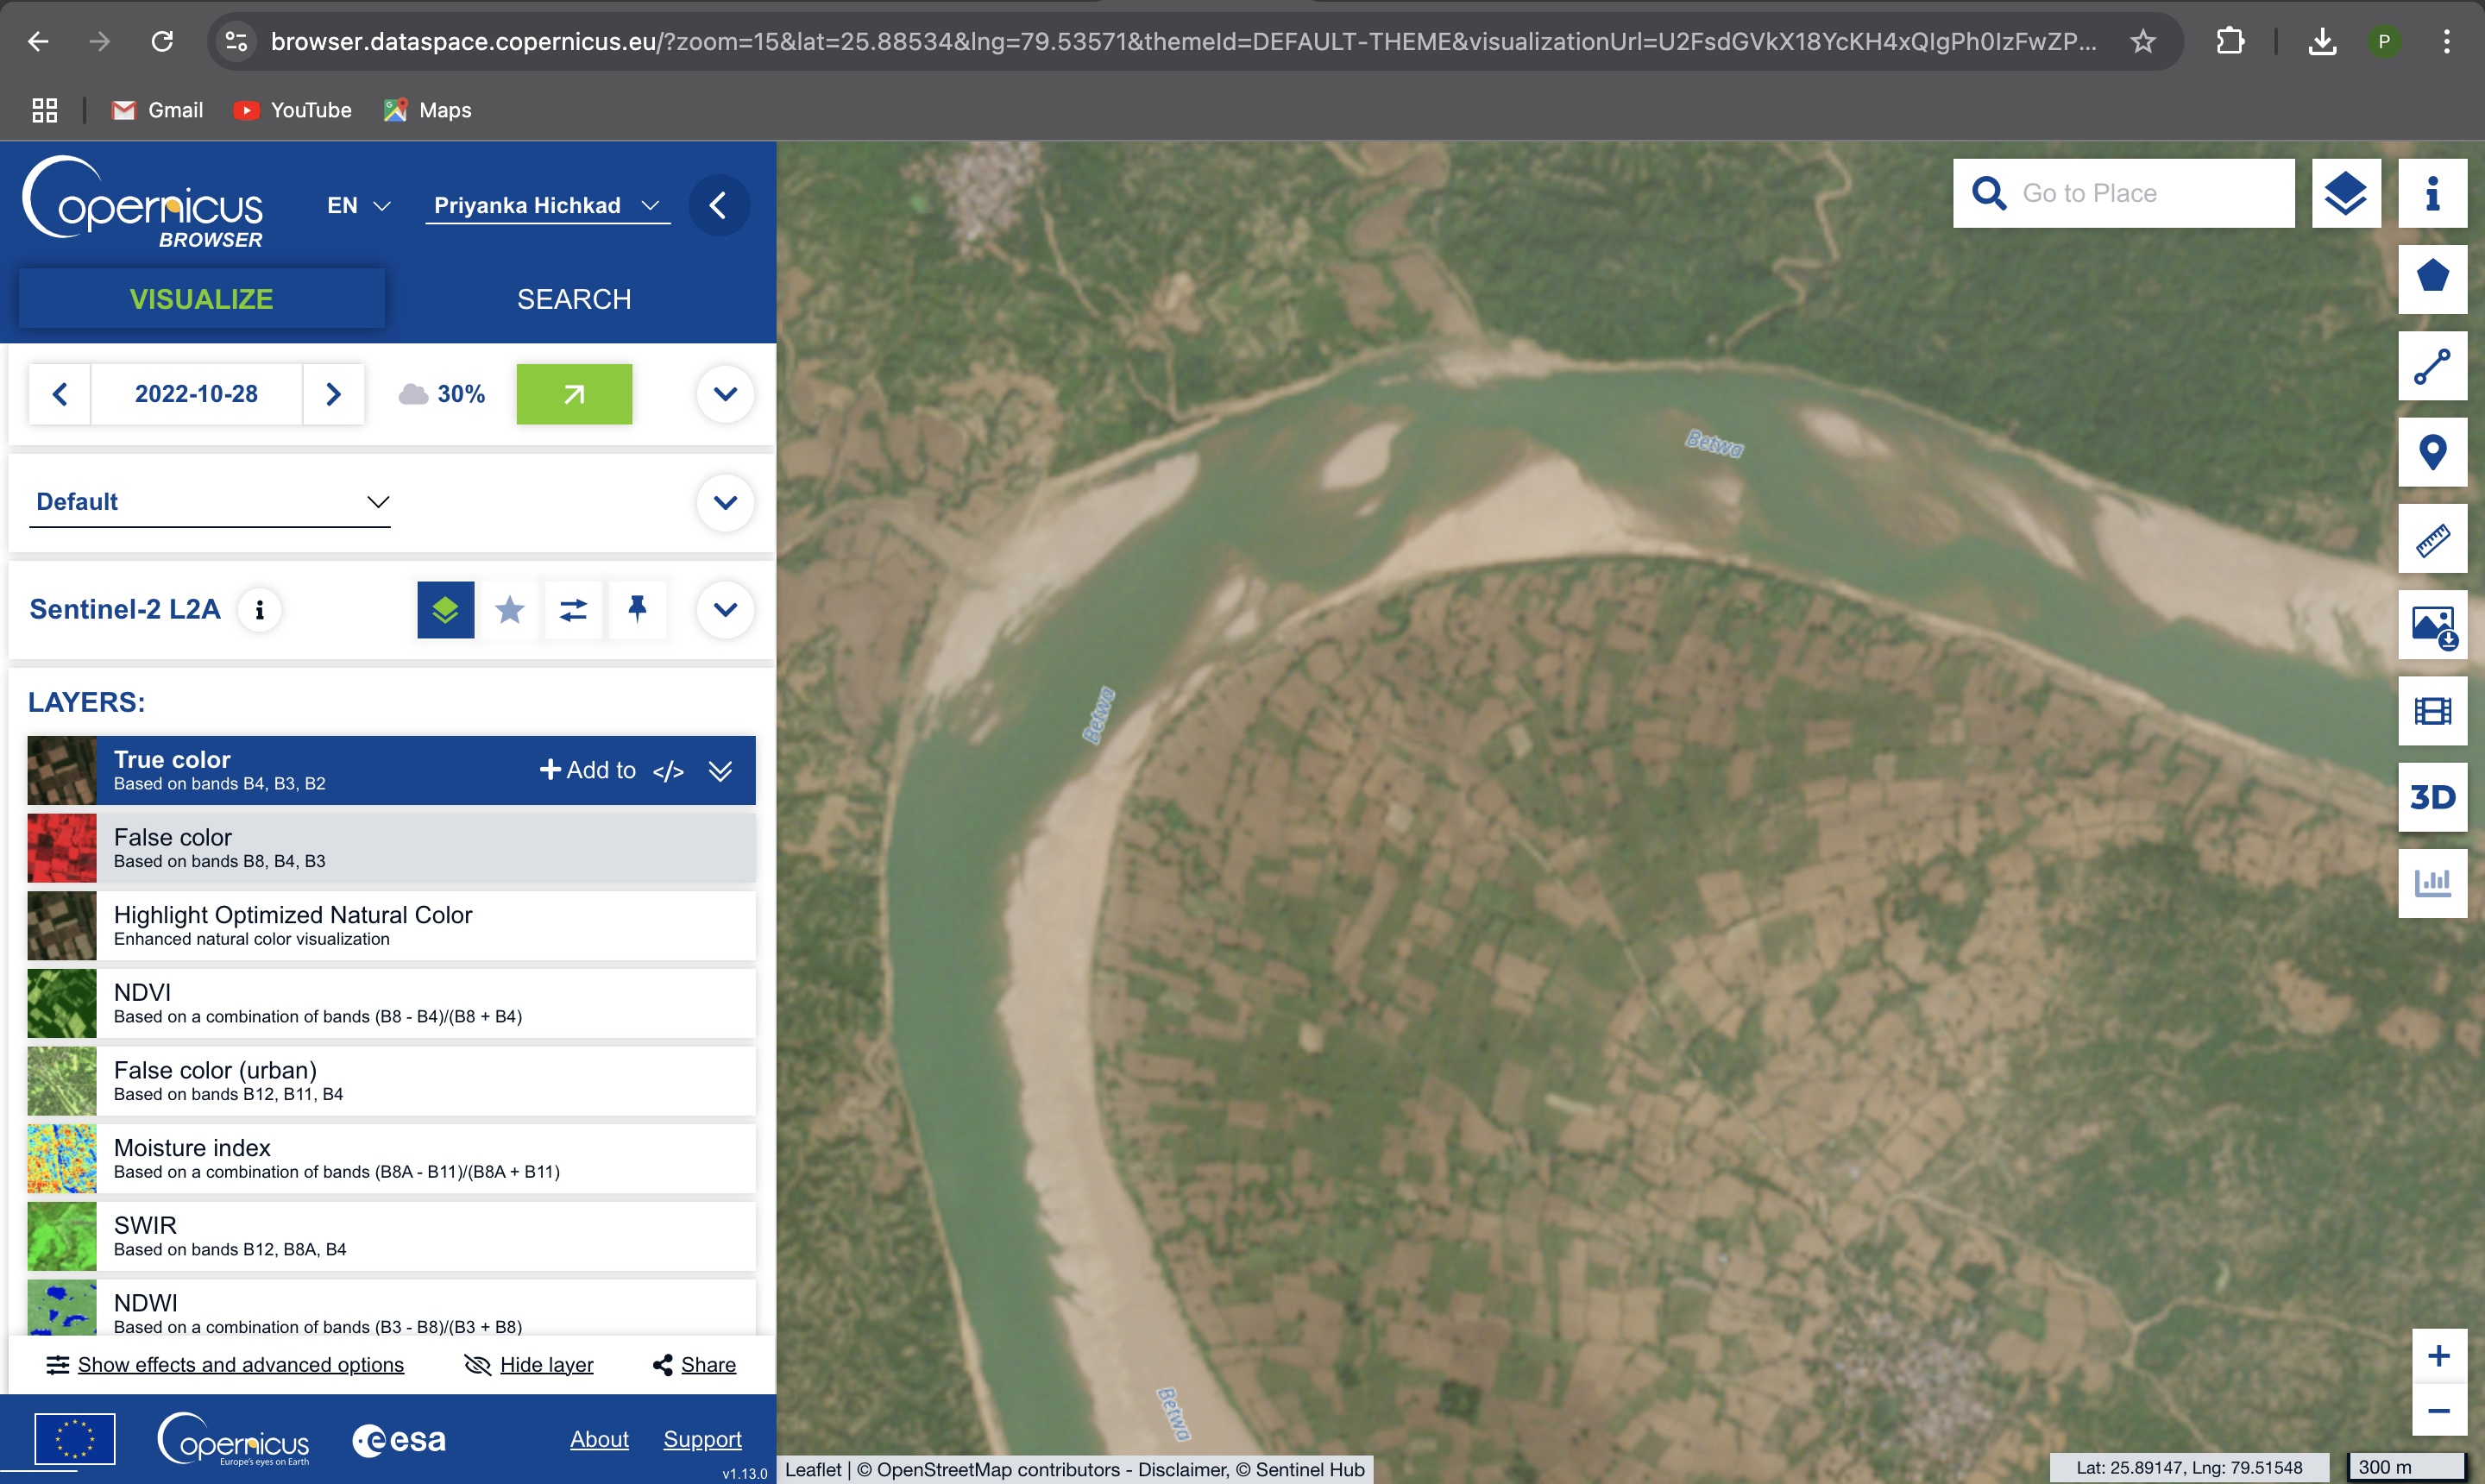 browser.dataspace.copernicus.eu/?zoom=15&lat=25.88534&lng=79.53571&themeId=DEFAULT-THEME&visualizationUrl=U2FsdGVkX18YcKH4xQIgPh0IzFwZP...
P
Gmail
YouTube
Maps
opernicus
BROWSER
EN
Priyanka Hichkad
VISUALIZE
SEARCH
2022-10-28
30%
Default
Sentinel-2 L2A
LAYERS:
True color
Based on bands B4, B3, B2
Add to </>
False color
Based on bands B8, B4, B3
Highlight Optimized Natural Color
Enhanced natural color visualization
NDVI
Based on a combination of bands (B8 - B4)/(B8 + B4)
False color (urban)
Based on bands B12, B11, B4
Moisture index
Based on a combination of bands (B8A - B11)/(B8A + B11)
SWIR
Based on bands B12, B8A, B4
NDWI
Based on a combination of bands (B3 - B8)/(B3 + B8)
Show effects and advanced options
Hide layer
Share
opernicus
Europe's eyes on Earth
esa
About
Support
v1.13.0
Go to Place
Betwa
Betwa
Betwa
3D
+
−
Leaflet | © OpenStreetMap contributors - Disclaimer, © Sentinel Hub
Lat: 25.89147, Lng: 79.51548
300 m